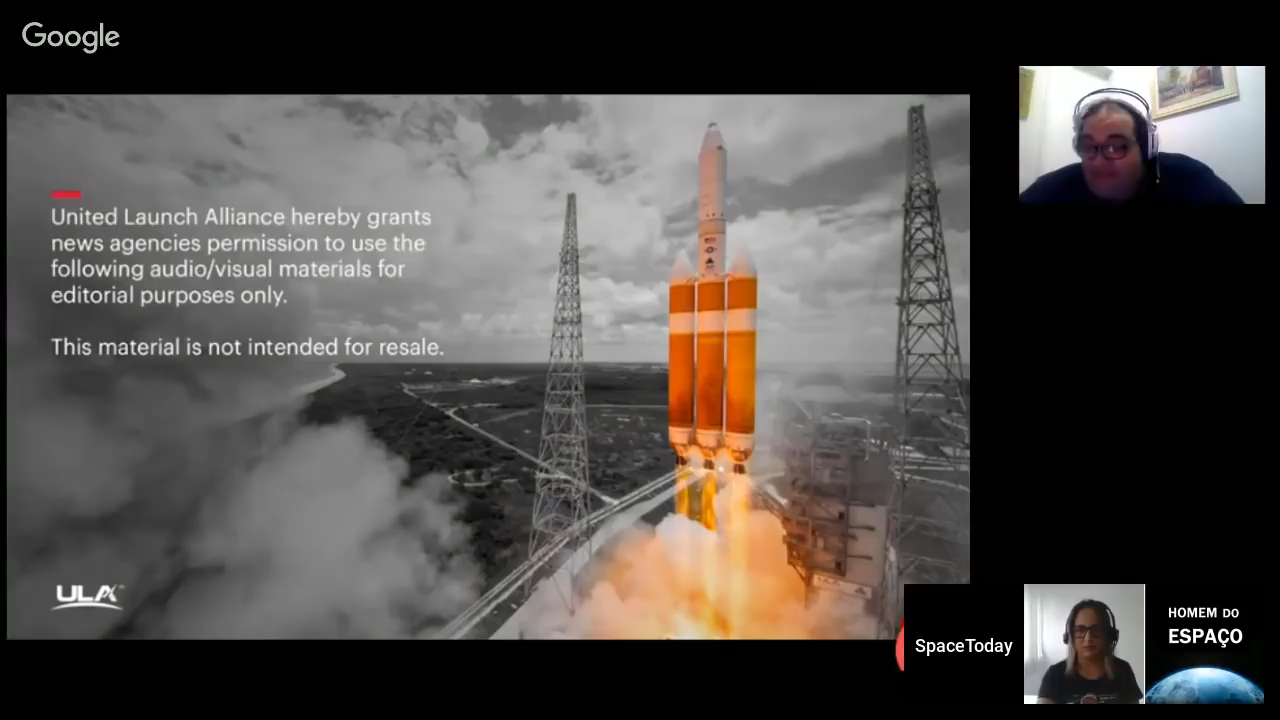 Google
United Launch Alliance hereby grants
news agencies permission to use the
following audio/visual materials for
editorial purposes only.
This material is not intended for resale.
ULA
SpaceToday
HOMEM DO
ESPAÇO